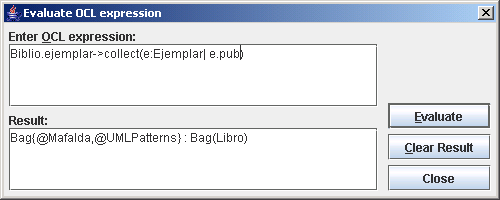 Evaluate OCL expression
Enter OCL expression:
Biblio.ejemplar->collect(e:Ejemplar| e.pub)
Evaluate
Result:
Bag{@Mafalda,@UMLPatterns} : Bag(Libro)
Clear Result
Close